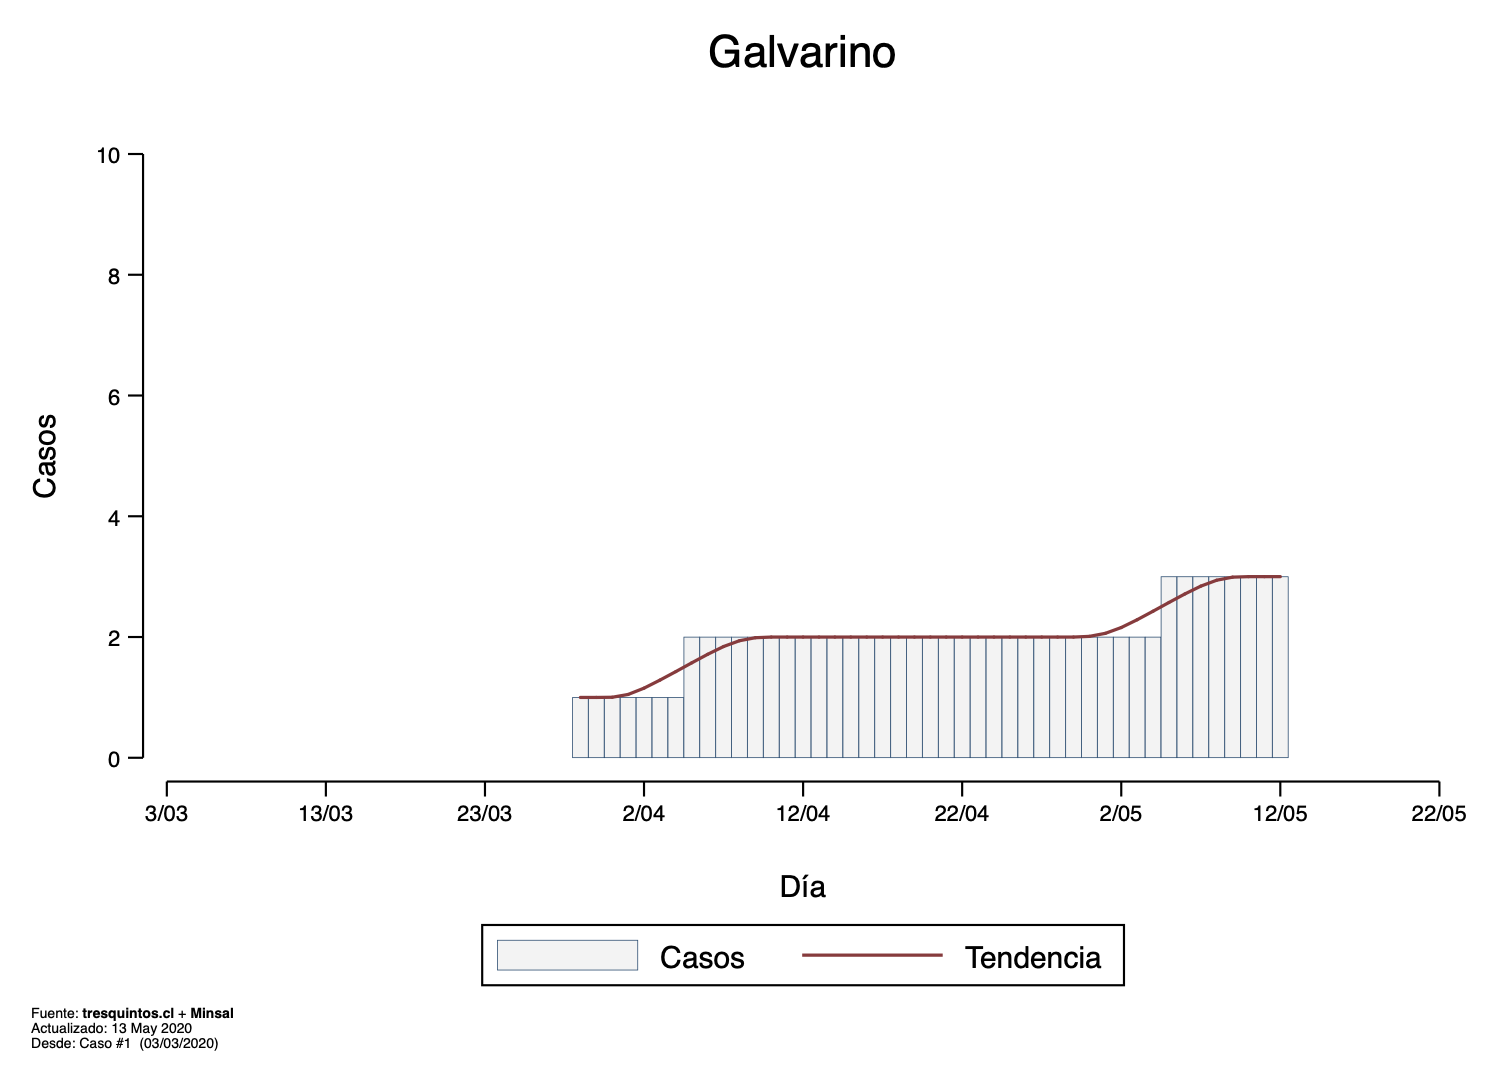 Galvarino
10
8
6
4
2
0
Casos
3/03 13/03 23/03 2/04 12/04 22/04 2/05 12/05 22/05
Día
Casos Tendencia
Fuente: tresquintos.cl + Minsal
Actualizado: 13 May 2020
Desde: Caso #1 (03/03/2020)